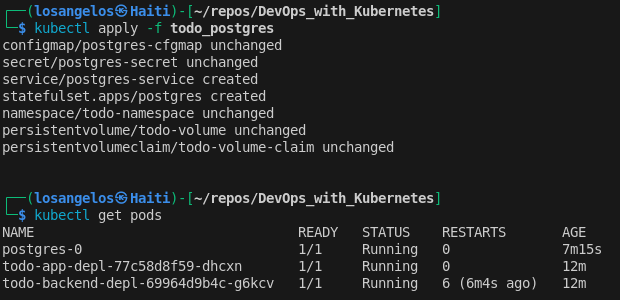 ┌──(losangelos㉿Haiti)-[~/repos/DevOps_with_Kubernetes]
└─$ kubectl apply -f todo_postgres
configmap/postgres-cfgmap unchanged
secret/postgres-secret unchanged
service/postgres-service created
statefulset.apps/postgres created
namespace/todo-namespace unchanged
persistentvolume/todo-volume unchanged
persistentvolumeclaim/todo-volume-claim unchanged
┌──(losangelos㉿Haiti)-[~/repos/DevOps_with_Kubernetes]
└─$ kubectl get pods
NAME READY STATUS RESTARTS AGE
postgres-0 1/1 Running 0 7m15s
todo-app-depl-77c58d8f59-dhcxn 1/1 Running 0 12m
todo-backend-depl-69964d9b4c-g6kcv 1/1 Running 6 (6m4s ago) 12m